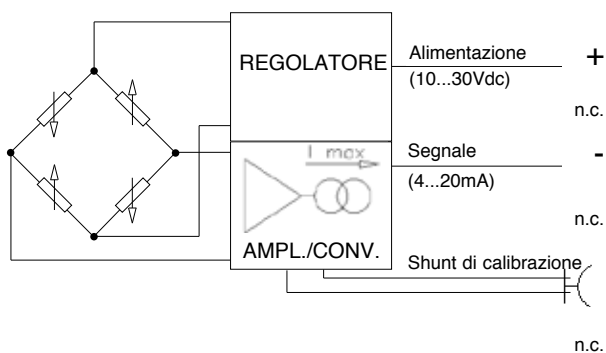 REGOLATORE
Alimentazione
(10...30Vdc)
+
n.c.
I max
Segnale
(4...20mA)
-
n.c.
AMPL./CONV.
Shunt di calibrazione
n.c.